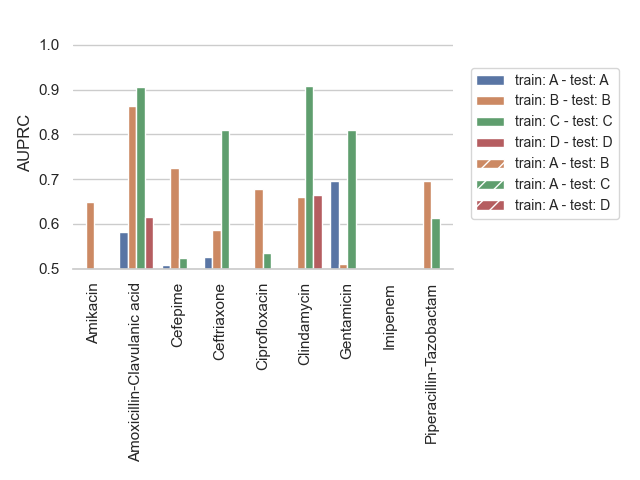 1.0
0.9
0.8
0.7
0.6
0.5
AUPRC
Amikacin
Amoxicillin-Clavulanic acid
Cefepime
Ceftriaxone
Ciprofloxacin
Clindamycin
Gentamicin
Imipenem
Piperacillin-Tazobactam
train: A - test: A
train: B - test: B
train: C - test: C
train: D - test: D
train: A - test: B
train: A - test: C
train: A - test: D